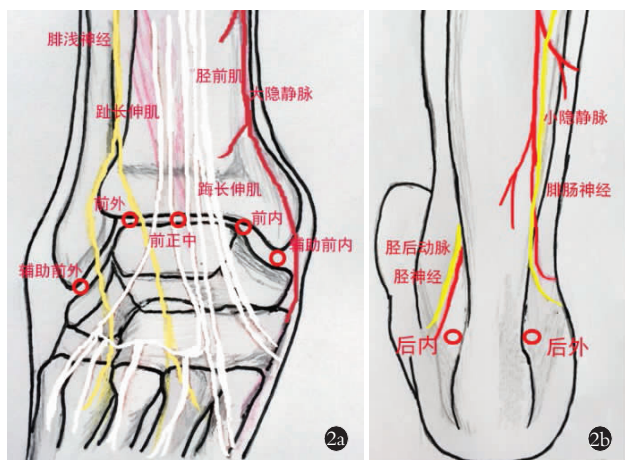 腓浅神经
胫前肌
趾长伸肌
大隐静脉
踇长伸肌
前外
前内
前正中
辅助前内
辅助前外
2a
小隐静脉
腓肠神经
胫后动脉
胫神经
后内
后外
2b